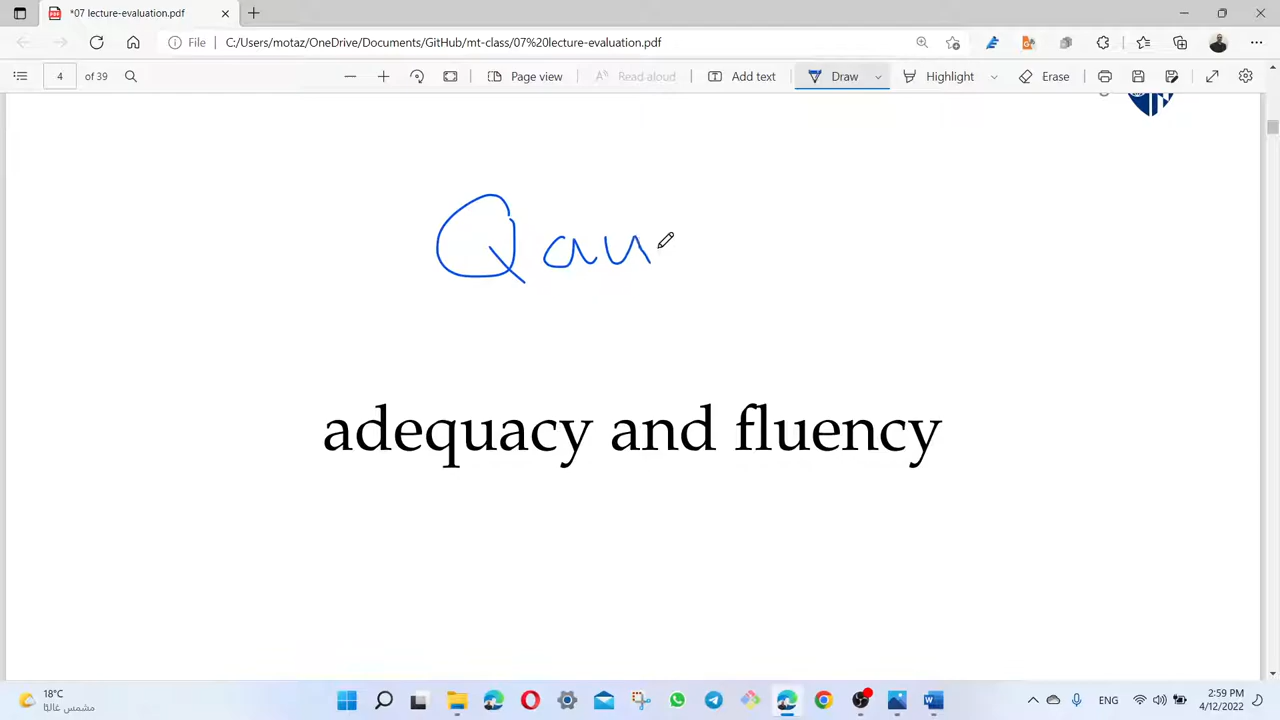 *07 lecture-evaluation.pdf
File C:/Users/motaz/OneDrive/Documents/GitHub/mt-class/07%20lecture-evaluation.pdf
4 of 39 Page view Read aloud Add text Draw Highlight Erase
Qau
adequacy and fluency
18°C ENG 2:59 PM
مشمس غالبًا 4/12/2022